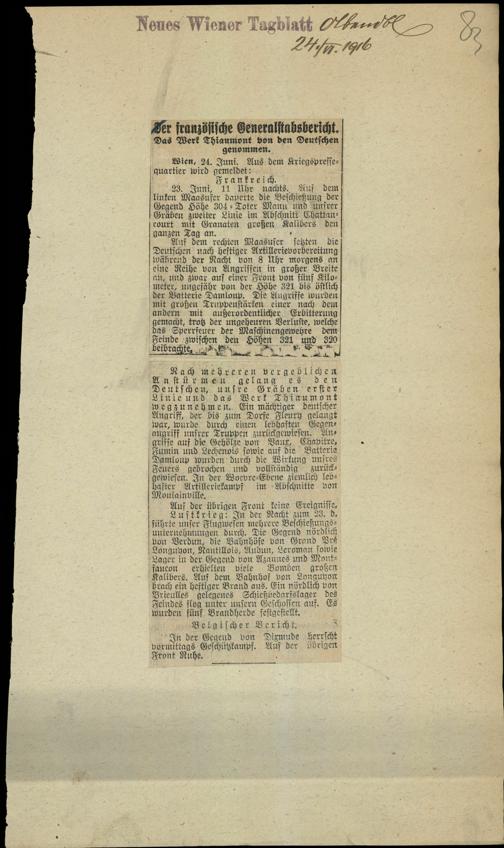 Neues Wiener Tagblatt Abendbl
24./VI. 1916
83
Der französische Generalstabsbericht.
Das Werk Thiaumont von den Deutschen
genommen.
Wien, 24. Juni. Aus dem Kriegspresse-
quartier wird gemeldet:
Frankreich.
23. Juni, 11 Uhr nachts. Auf dem
linken Maasufer dauerte die Beschießung der
Gegend Höhe 304 - Toter Mann und unsrer
Gräben zweiter Linie im Abschnitt Chattan-
court mit Granaten großen Kalibers den
ganzen Tag an.
Auf dem rechten Maasufer setzten die
Deutschen nach heftiger Artillerievorbereitung
während der Nacht von 8 Uhr morgens an
eine Reihe von Angriffen in großer Breite
an, und zwar auf einer Front von fünf Kilo-
meter, ungefähr von der Höhe 321 bis östlich
der Batterie Damloup. Die Angriffe wurden
mit großen Truppenstärken einer nach dem
andern mit außerordentlicher Erbitterung
gemacht, trotz der ungeheuren Verluste, welche
das Sperrfeuer der Maschinengewehre dem
Feinde zwischen den Höhen 321 und 320
beibrachte.
Nach mehreren vergeblichen
Anstürmen gelang es den
Deutschen, unsre Gräben erster
Linie und das Werk Thiaumont
wegzunehmen. Ein mächtiger deutscher
Angriff, der bis zum Dorfe Fleury gelangt
war, wurde durch einen lebhaften Gegen-
angriff unsrer Truppen zurückgewiesen. An-
griffe auf die Gehölze von Vaux, Chapitre,
Fumin und Lechenois sowie auf die Batterie
Damloup wurden durch die Wirkung unsres
Feuers gebrochen und vollständig zurück-
gewiesen. In der Woevre-Ebene ziemlich leb-
hafter Artilleriekampf im Abschnitte von
Moulainville.
Auf der übrigen Front keine Ereignisse.
Luftkrieg: In der Nacht zum 23. d.
führte unser Flugwesen mehrere Beschießungs-
unternehmungen durch. Die Gegend nördlich
von Verdun, die Bahnhöfe von Grand Prs
Longuyon, Nantillois, Audun, Leroman sowie
Lager in der Gegend von Azannes und Mont-
faucon erhielten viele Bomben großen
Kalibers. Auf dem Bahnhof von Longuyon
brach ein heftiger Brand aus. Ein nördlich von
Brieulles gelegenes Schießbedarfslager des
Feindes flog unter unsern Geschossen auf. Es
wurden fünf Brandherde festgestellt.
Belgischer Bericht.
In der Gegend von Dixmude herrscht
vormittags Geschützkampf. Auf der übrigen
Front Ruhe.